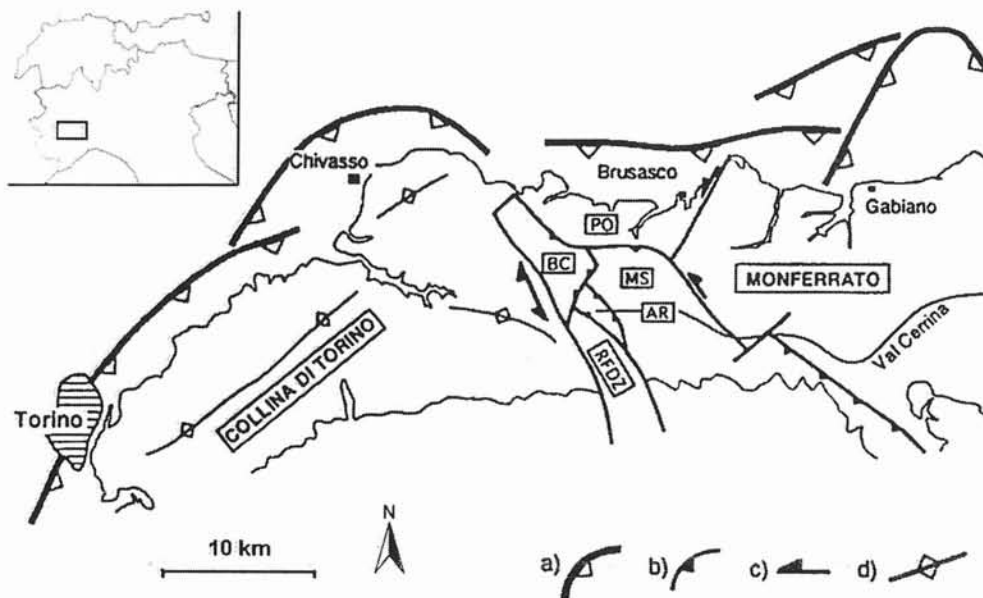 Chivasso
Brusasco
Gabiano
PO
BC
MS
MONFERRATO
AR
Val Cerrina
RFDZ
COLLINA DI TORINO
Torino
10 km
N
a)
b)
c)
d)